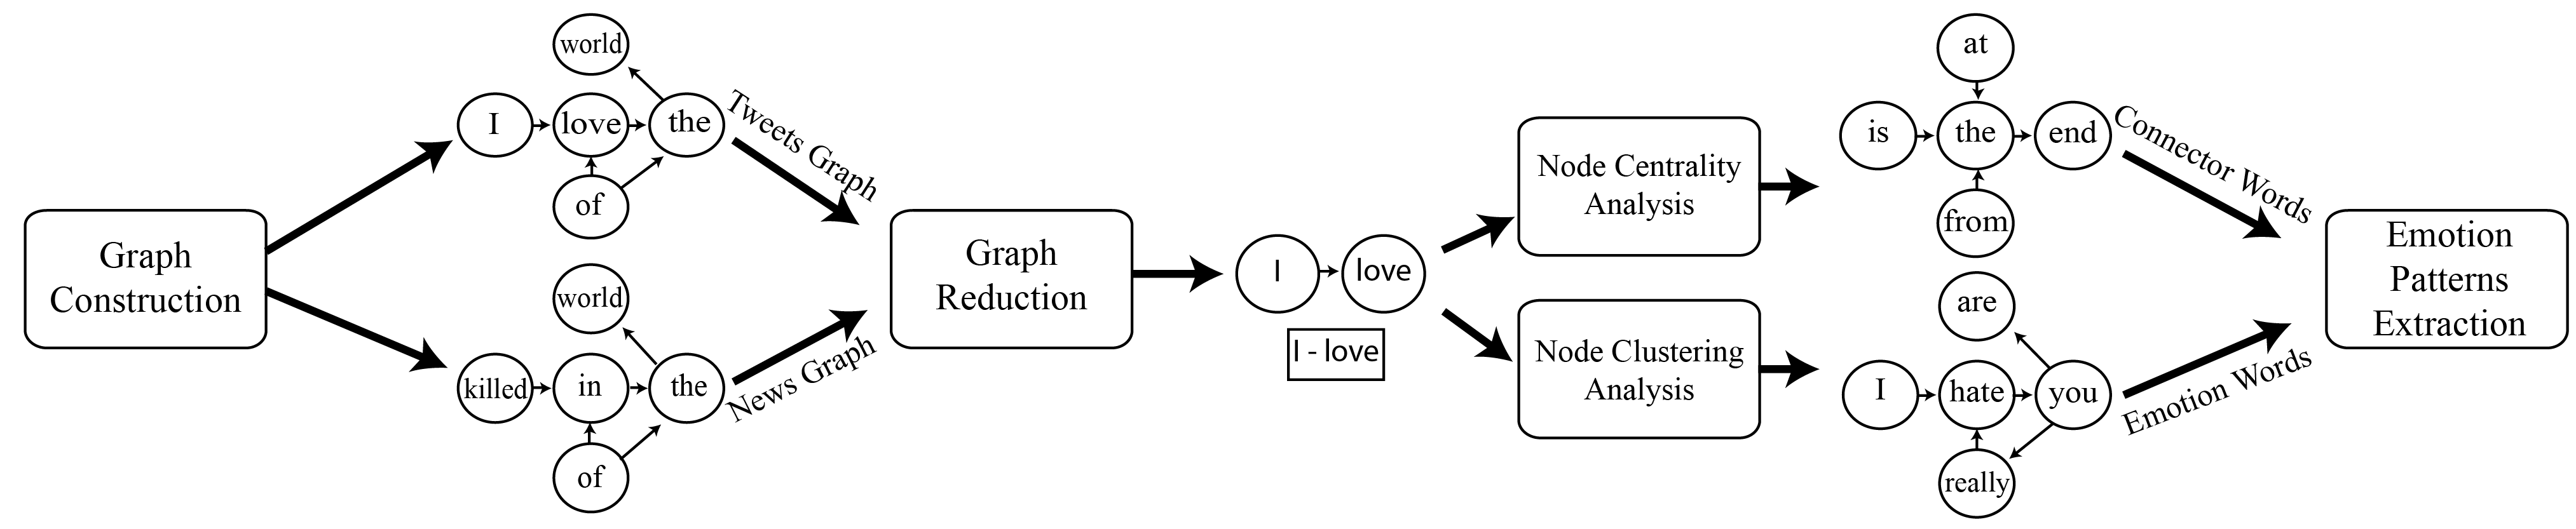 Graph
Construction
world
I
love
the
of
Tweets Graph
world
killed
in
the
of
News Graph
Graph
Reduction
I
love
I - love
Node Centrality
Analysis
Node Clustering
Analysis
at
is
the
end
from
Connector Words
are
I
hate
you
really
Emotion Words
Emotion
Patterns
Extraction